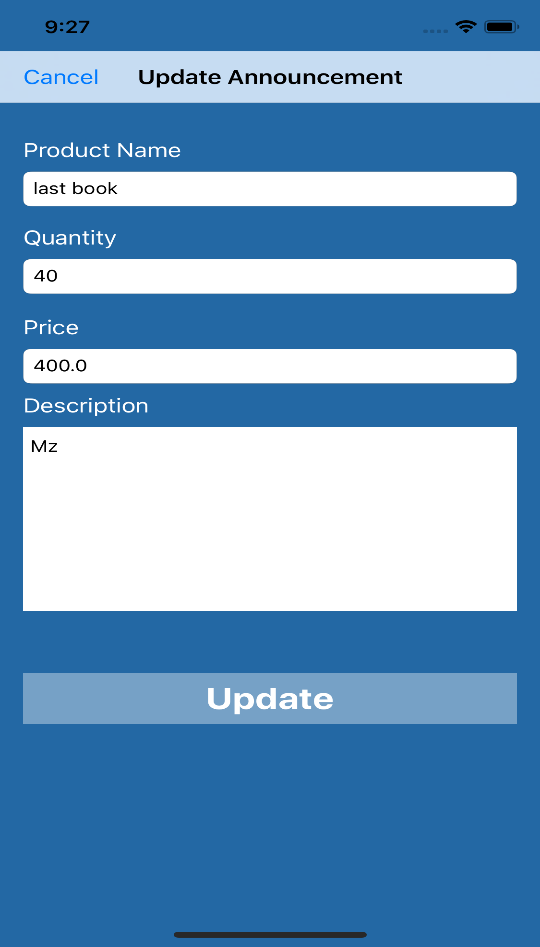 9:27
Cancel
Update Announcement
Product Name
last book
Quantity
40
Price
400.0
Description
Mz
Update